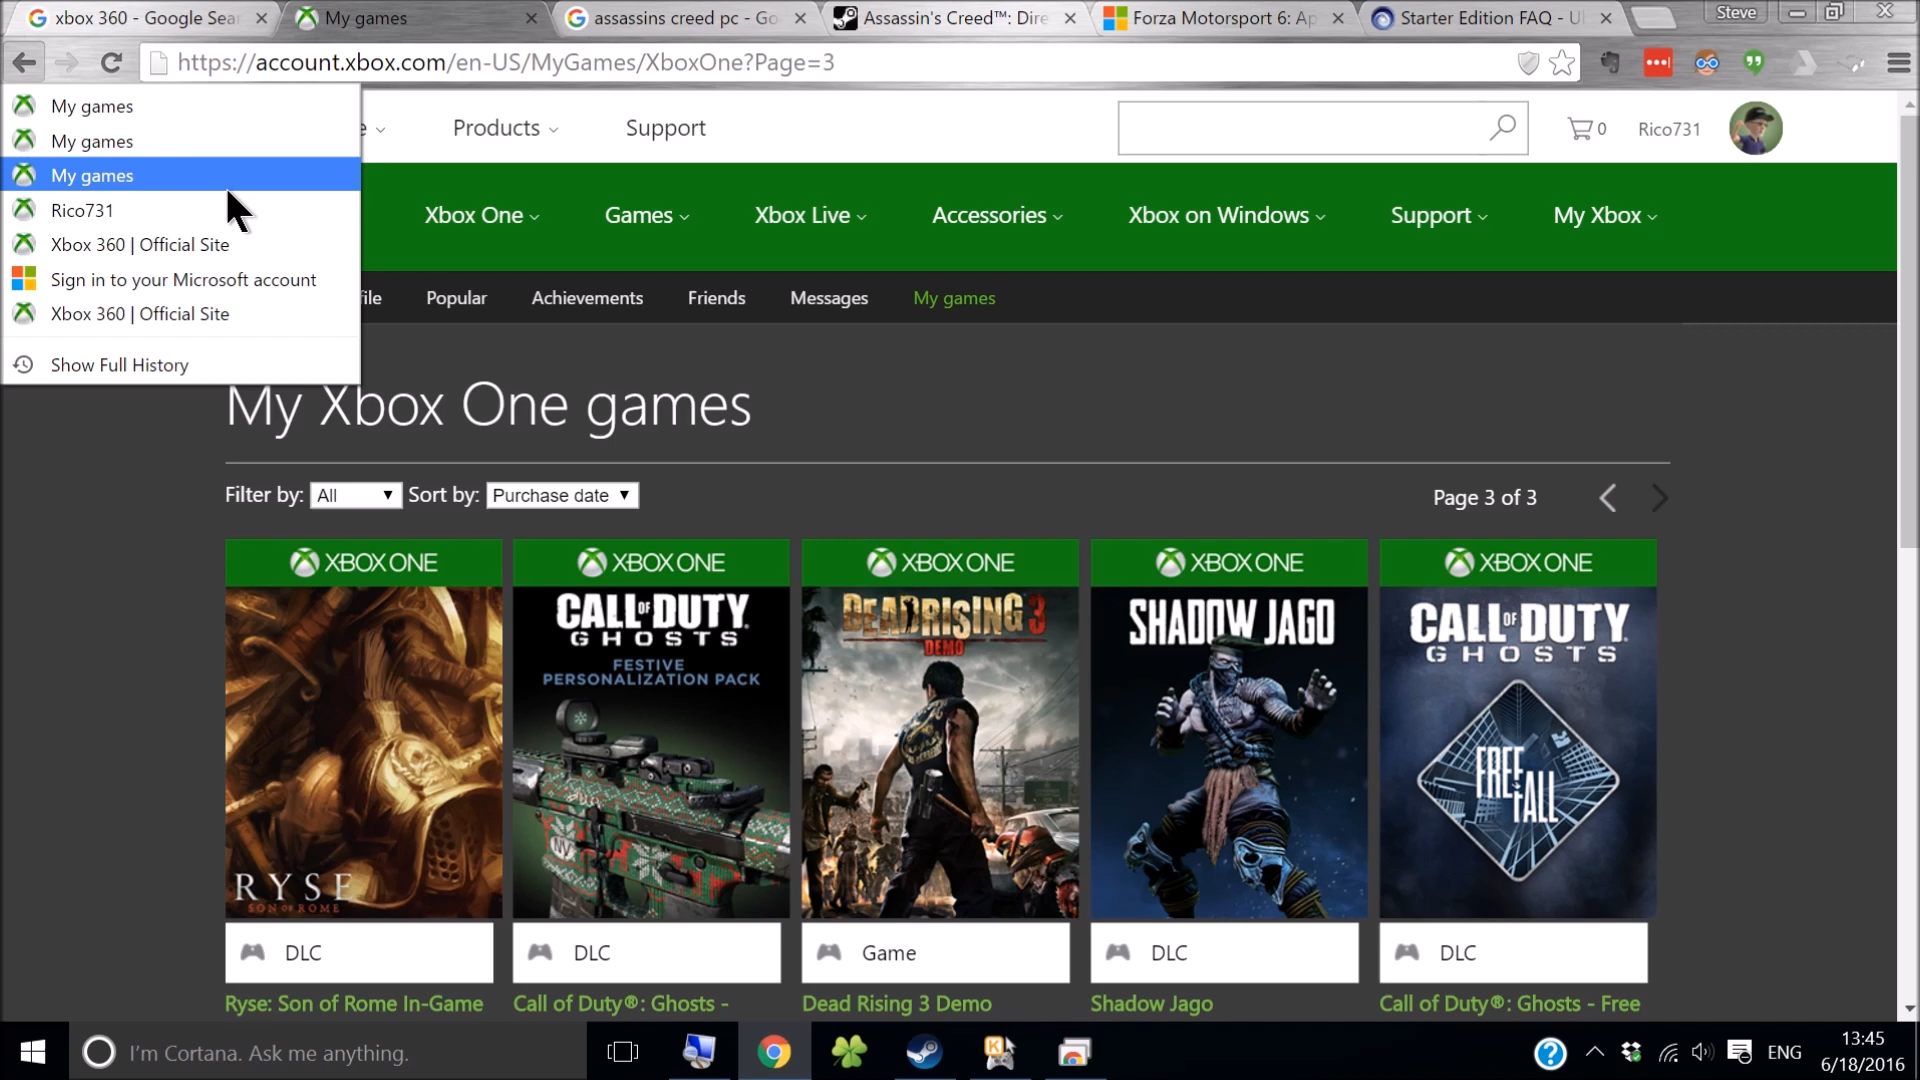 xbox 360 - Google Sear
My games
assassins creed pc - Go
Assassin's Creed™: Dire
Forza Motorsport 6: Ap
Starter Edition FAQ - U
Steve
https://account.xbox.com/en-US/MyGames/XboxOne?Page=3
My games
My games
My games
Rico731
Xbox 360 | Official Site
Sign in to your Microsoft account
Xbox 360 | Official Site
Show Full History
Products
Support
0
Rico731
Xbox One
Games
Xbox Live
Accessories
Xbox on Windows
Support
My Xbox
file
Popular
Achievements
Friends
Messages
My games
My Xbox One games
Filter by: All Sort by: Purchase date
Page 3 of 3
XBOX ONE
XBOX ONE
XBOX ONE
XBOX ONE
XBOX ONE
RYSE
SON OF ROME
CALL OF DUTY
GHOSTS
FESTIVE
PERSONALIZATION PACK
DEADRISING 3
DEMO
SHADOW JAGO
CALL OF DUTY
GHOSTS
FREE
FALL
DLC
DLC
Game
DLC
DLC
Ryse: Son of Rome In-Game
Call of Duty®: Ghosts -
Dead Rising 3 Demo
Shadow Jago
Call of Duty®: Ghosts - Free
I'm Cortana. Ask me anything.
ENG
13:45
6/18/2016